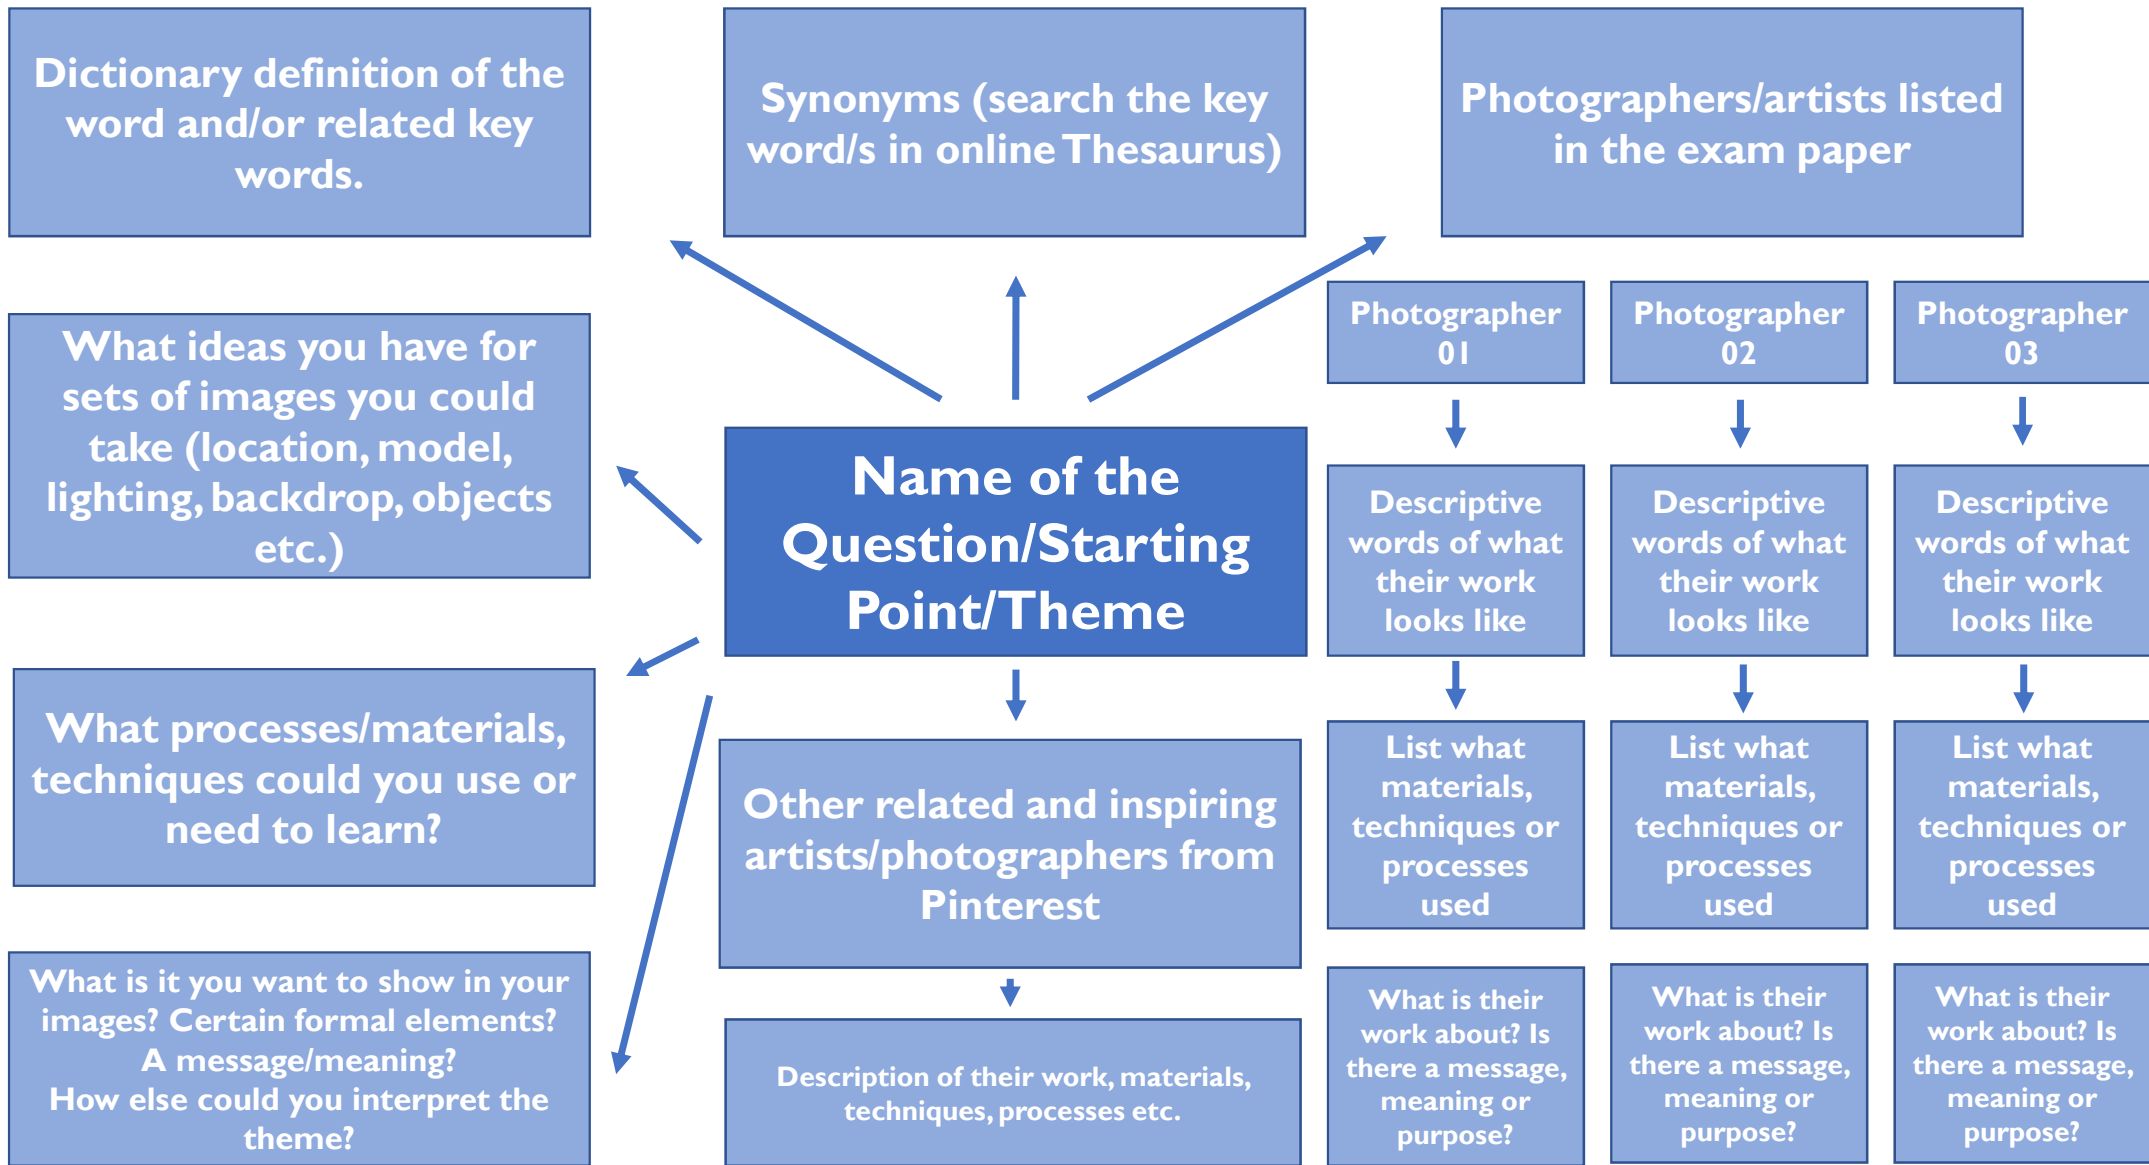 Dictionary definition of the
word and/or related key
words.
Synonyms (search the key
word/s in online Thesaurus)
Photographers/artists listed
in the exam paper
What ideas you have for
sets of images you could
take (location, model,
lighting, backdrop, objects
etc.)
Name of the
Question/Starting
Point/Theme
What processes/materials,
techniques could you use or
need to learn?
What is it you want to show in your
images? Certain formal elements?
A message/meaning?
How else could you interpret the
theme?
Other related and inspiring
artists/photographers from
Pinterest
Description of their work, materials,
techniques, processes etc.
Photographer
01
Descriptive
words of what
their work
looks like
List what
materials,
techniques or
processes
used
What is their
work about? Is
there a message,
meaning or
purpose?
Photographer
02
Descriptive
words of what
their work
looks like
List what
materials,
techniques or
processes
used
What is their
work about? Is
there a message,
meaning or
purpose?
Photographer
03
Descriptive
words of what
their work
looks like
List what
materials,
techniques or
processes
used
What is their
work about? Is
there a message,
meaning or
purpose?